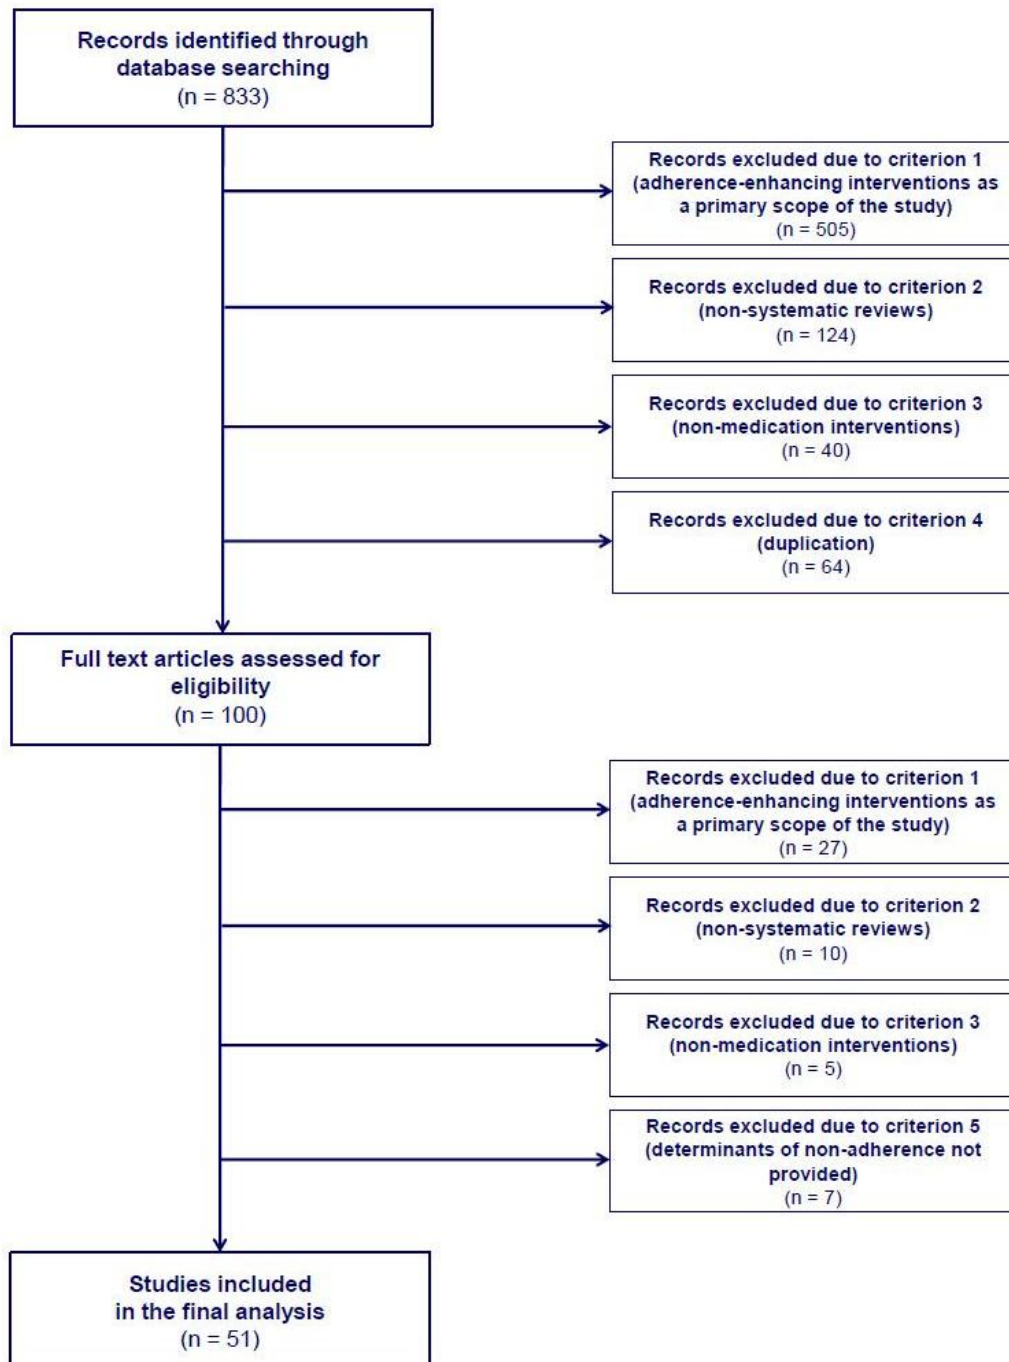 Records identified through
database searching
(n = 833)
Records excluded due to criterion 1
(adherence-enhancing interventions as
a primary scope of the study)
(n = 505)
Records excluded due to criterion 2
(non-systematic reviews)
(n = 124)
Records excluded due to criterion 3
(non-medication interventions)
(n = 40)
Records excluded due to criterion 4
(duplication)
(n = 64)
Full text articles assessed for
eligibility
(n = 100)
Records excluded due to criterion 1
(adherence-enhancing interventions as
a primary scope of the study)
(n = 27)
Records excluded due to criterion 2
(non-systematic reviews)
(n = 10)
Records excluded due to criterion 3
(non-medication interventions)
(n = 5)
Records excluded due to criterion 5
(determinants of non-adherence not
provided)
(n = 7)
Studies included
in the final analysis
(n = 51)